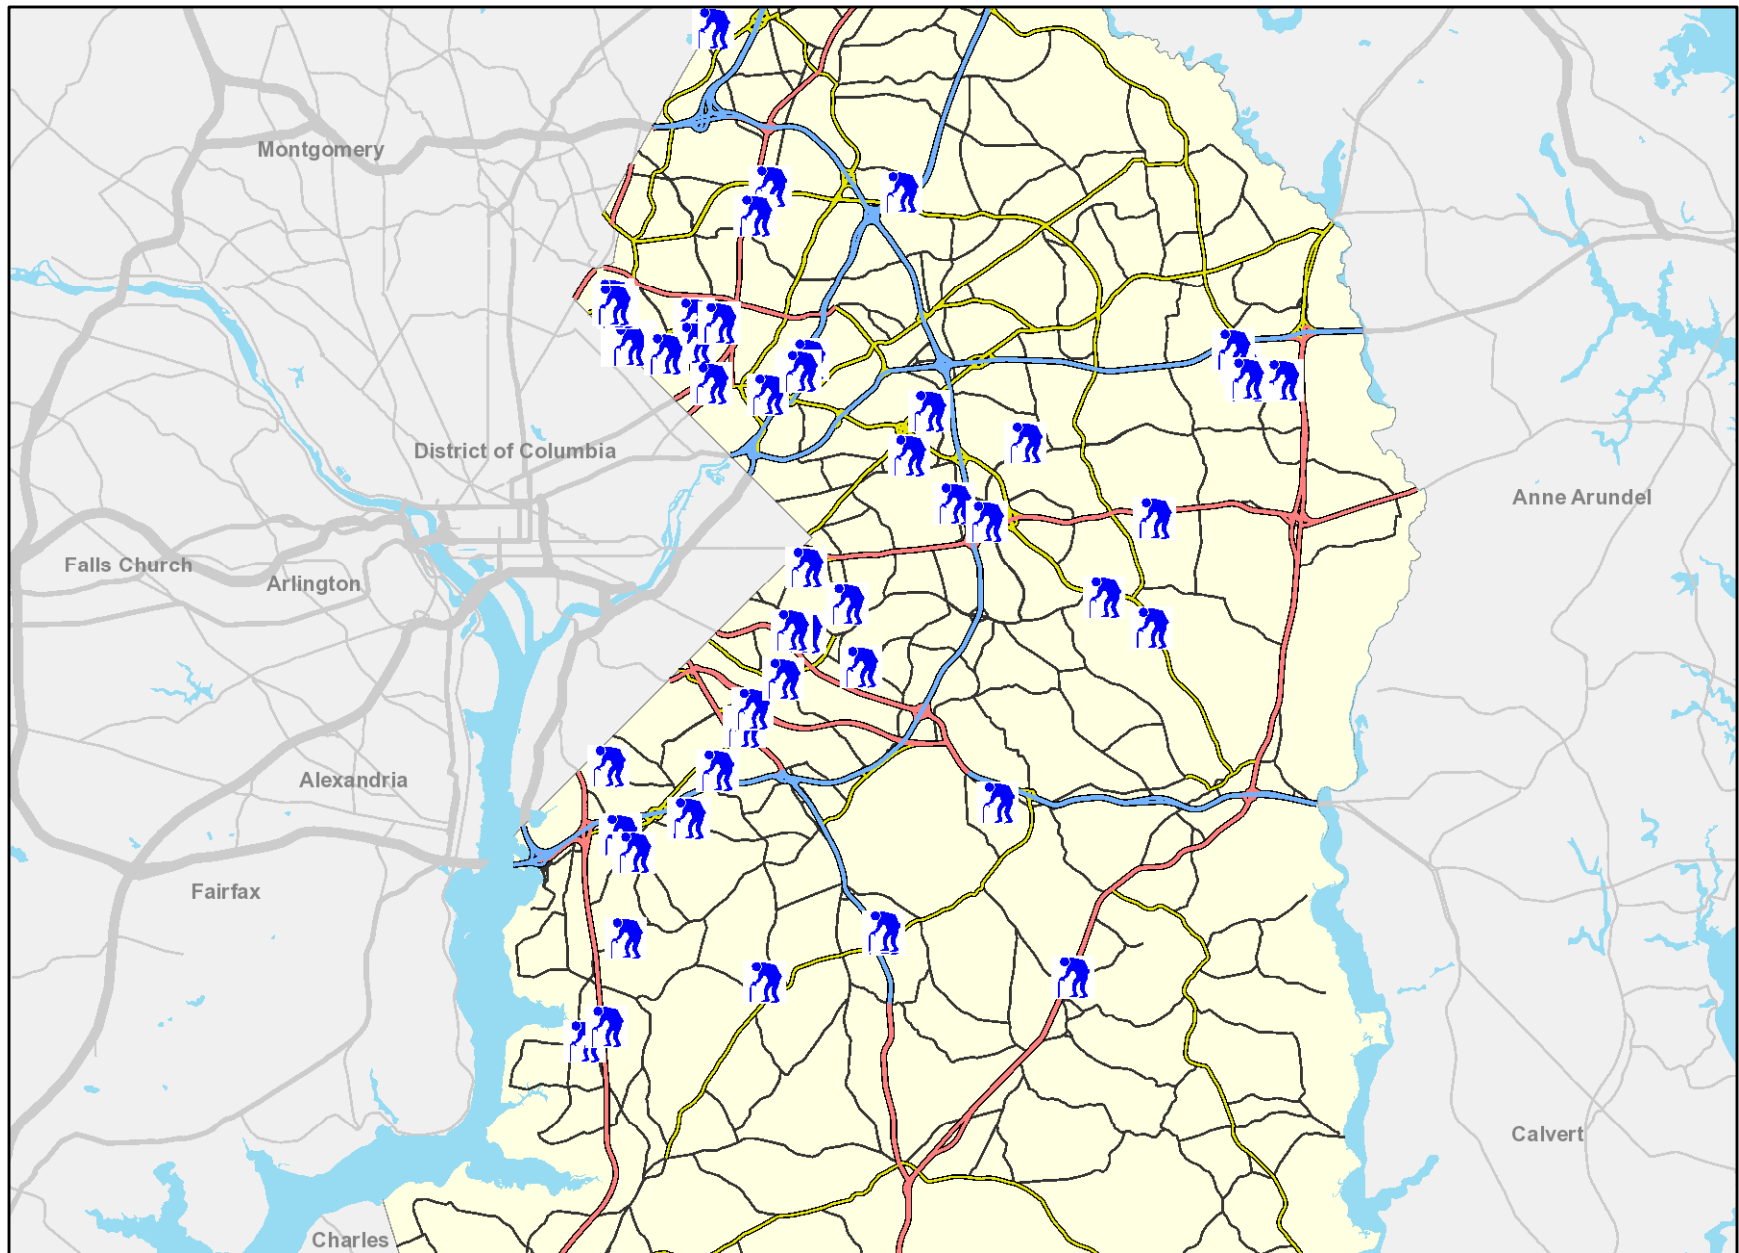 Montgomery
District of Columbia
Anne Arundel
Falls Church
Arlington
Alexandria
Fairfax
Calvert
Charles